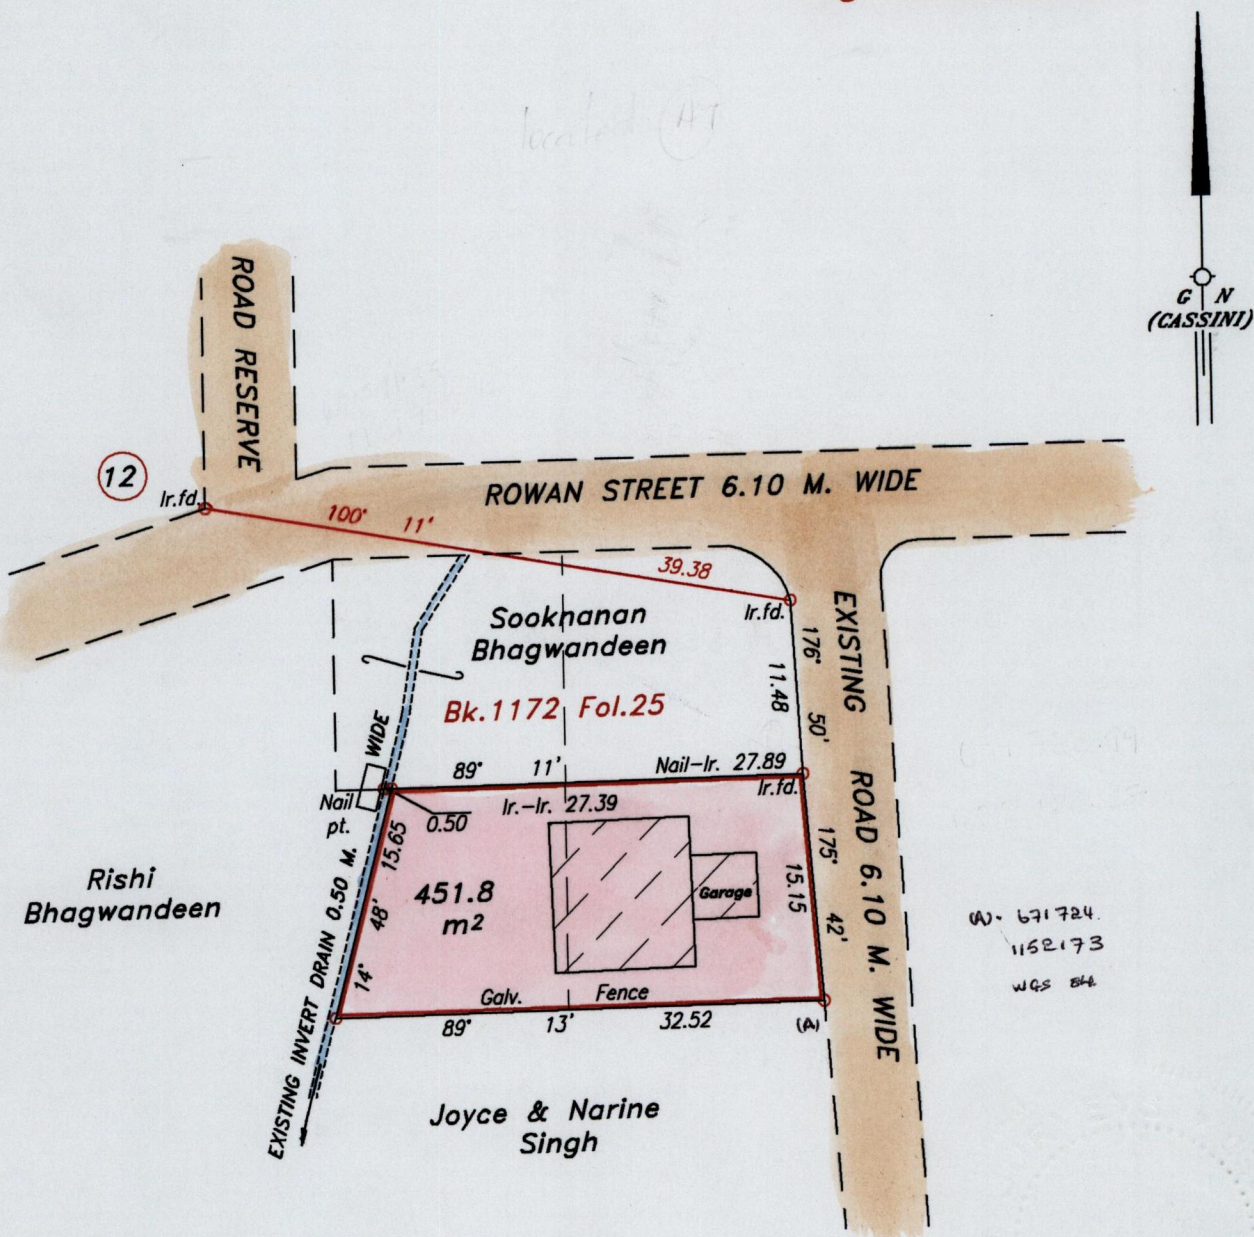 G N
(CASSINI)
ROAD RESERVE
12
Ir.fd.
ROWAN STREET 6.10 M. WIDE
100° 11'
39.38
Ir.fd.
Sooknanan
Bhagwandeen
Bk.1172 Fol.25
176° 50'
11.48
EXISTING ROAD 6.10 M. WIDE
89° 11'
Nail-Ir. 27.89
Ir.fd.
Nail
pt.
0.50
Ir.-Ir. 27.39
15.65
14° 48'
451.8
m²
Garage
175° 42'
15.15
Rishi
Bhagwandeen
EXISTING INVERT DRAIN 0.50 M. WIDE
Galv. Fence
89° 13' 32.52
(A)
Joyce & Narine
Singh
(A)- 671724.
1152173
WGS 84
located (A)